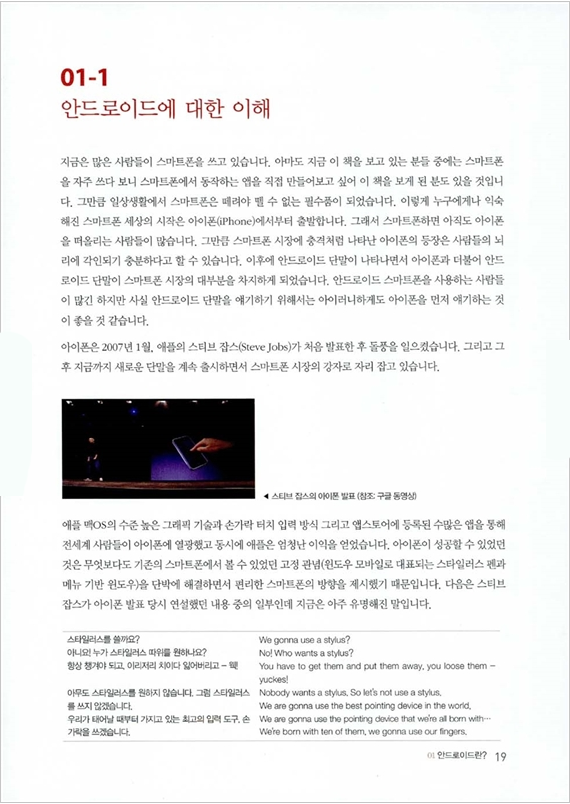 01-1
안드로이드에 대한 이해
지금은 많은 사람들이 스마트폰을 쓰고 있습니다. 아마도 지금 이 책을 보고 있는 분들 중에는 스마트폰
을 자주 쓰다 보니 스마트폰에서 동작하는 앱을 직접 만들어보고 싶어 이 책을 보게 된 분도 있을 것입니
다. 그만큼 일상생활에서 스마트폰은 떼려야 뗄 수 없는 필수품이 되었습니다. 이렇게 누구에게나 익숙
해진 스마트폰 세상의 시작은 아이폰(iPhone)에서부터 출발합니다. 그래서 스마트폰하면 아직도 아이폰
을 떠올리는 사람들이 많습니다. 그만큼 스마트폰 시장에 충격처럼 나타난 아이폰의 등장은 사람들의 뇌
리에 각인되기 충분하다고 할 수 있습니다. 이후에 안드로이드 단말이 나타나면서 아이폰과 더불어 안드
로이드 단말이 스마트폰 시장의 대부분을 차지하게 되었습니다. 안드로이드 스마트폰을 사용하는 사람들
이 많긴 하지만 사실 안드로이드 단말을 얘기하기 위해서는 아이러니하게도 아이폰을 먼저 얘기하는 것
이 좋을 것 같습니다.
아이폰은 2007년 1월, 애플의 스티브 잡스(Steve Jobs)가 처음 발표한 후 돌풍을 일으켰습니다. 그리고 그
후 지금까지 새로운 단말을 계속 출시하면서 스마트폰 시장의 강자로 자리 잡고 있습니다.
◀ 스티브 잡스의 아이폰 발표 (참조: 구글 동영상)
애플 맥OS의 수준 높은 그래픽 기술과 손가락 터치 입력 방식 그리고 앱스토어에 등록된 수많은 앱을 통해
전세계 사람들이 아이폰에 열광했고 동시에 애플은 엄청난 이익을 얻었습니다. 아이폰이 성공할 수 있었던
것은 무엇보다도 기존의 스마트폰에서 볼 수 있었던 고정 관념(윈도우 모바일로 대표되는 스타일러스 펜과
메뉴 기반 윈도우)을 단박에 해결하면서 편리한 스마트폰의 방향을 제시했기 때문입니다. 다음은 스티브
잡스가 아이폰 발표 당시 연설했던 내용 중의 일부인데 지금은 아주 유명해진 말입니다.
스타일러스를 쓸까요? We gonna use a stylus?
아니요! 누가 스타일러스 따위를 원하나요? No! Who wants a stylus?
항상 챙겨야 되고, 이리저리 치이다 잃어버리고 – 웩! You have to get them and put them away, you loose them –
yuckes!
아무도 스타일러스를 원하지 않습니다. 그럼 스타일러스 Nobody wants a stylus. So let's not use a stylus.
를 쓰지 않겠습니다. We are gonna use the best pointing device in the world.
우리가 태어날 때부터 가지고 있는 최고의 입력 도구, 손 We are gonna use the pointing device that we're all born with…
가락을 쓰겠습니다. We're born with ten of them, we gonna use our fingers.
01 안드로이드란? 19